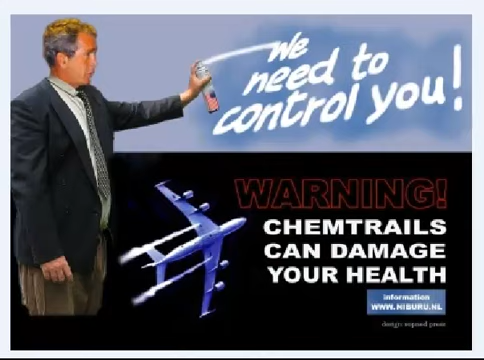 We
need to
control you!
WARNING!
CHEMTRAILS
CAN DAMAGE
YOUR HEALTH
information
WWW.NIBURU.NL